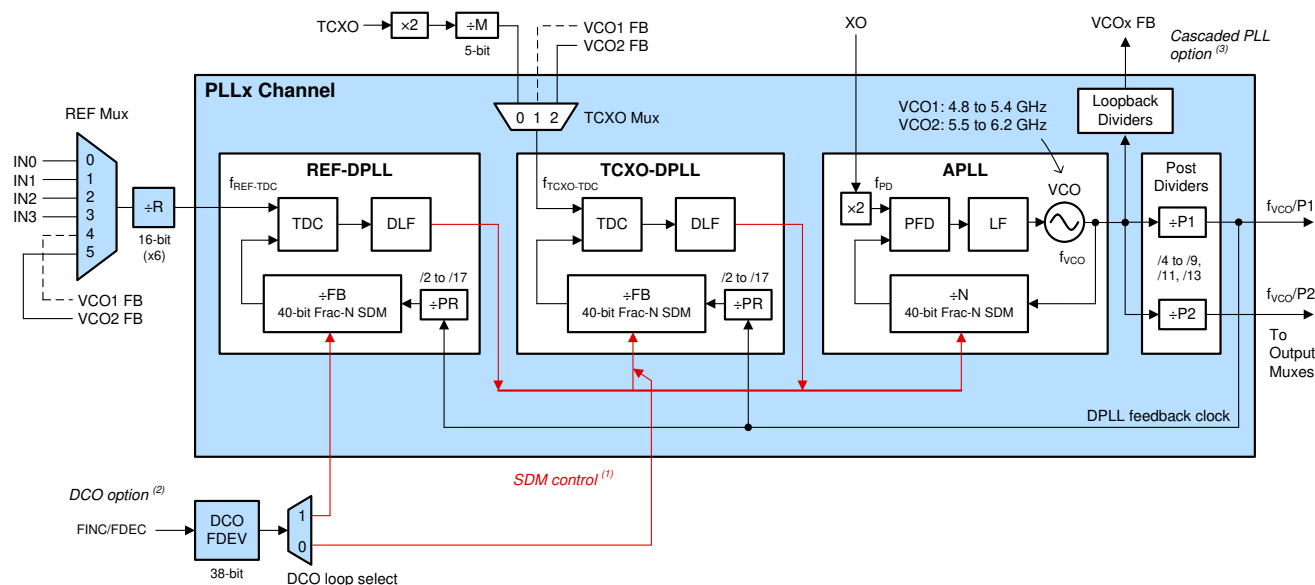 TCXO
×2
÷M
5-bit
VCO1 FB
VCO2 FB
XO
VCOx FB
Cascaded PLL
option (3)
PLLx Channel
REF Mux
0 1 2
TCXO Mux
VCO1: 4.8 to 5.4 GHz
VCO2: 5.5 to 6.2 GHz
Loopback
Dividers
IN0
IN1
IN2
IN3
0
1
2
3
4
5
÷R
16-bit
(x6)
VCO1 FB
VCO2 FB
REF-DPLL
fREF-TDC
TDC
DLF
/2 to /17
÷FB
40-bit Frac-N SDM
÷PR
TCXO-DPLL
fTCXO-TDC
TDC
DLF
/2 to /17
÷FB
40-bit Frac-N SDM
÷PR
APLL
×2
fPD
PFD
LF
VCO
fVCO
÷N
40-bit Frac-N SDM
Post
Dividers
÷P1
/4 to /9,
/11, /13
÷P2
fVCO/P1
fVCO/P2
To
Output
Muxes
DPLL feedback clock
SDM control (1)
DCO option (2)
FINC/FDEC
DCO
FDEV
38-bit
1
0
DCO loop select